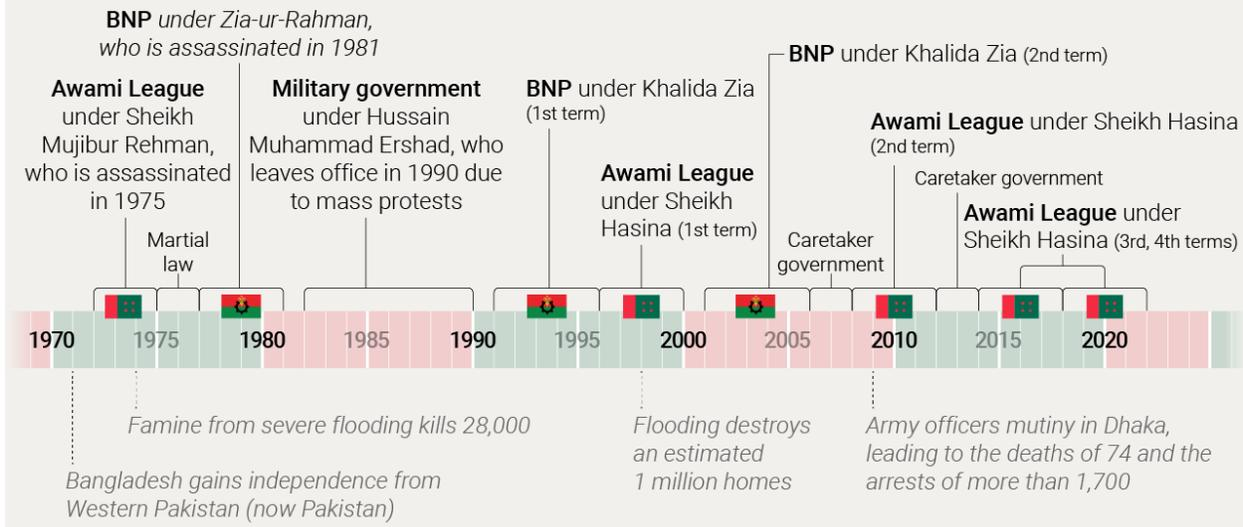 BNP under Zia-ur-Rahman,
who is assassinated in 1981
Awami League
under Sheikh
Mujibur Rehman,
who is assassinated
in 1975
Martial
law
Military government
under Hussain
Muhammad Ershad, who
leaves office in 1990 due
to mass protests
BNP under Khalida Zia
(1st term)
Awami League
under Sheikh
Hasina (1st term)
BNP under Khalida Zia (2nd term)
Caretaker
government
Awami League under Sheikh Hasina
(2nd term)
Caretaker government
Awami League under
Sheikh Hasina (3rd, 4th terms)
1970 1975 1980 1985 1990 1995 2000 2005 2010 2015 2020
Famine from severe flooding kills 28,000
Bangladesh gains independence from
Western Pakistan (now Pakistan)
Flooding destroys
an estimated
1 million homes
Army officers mutiny in Dhaka,
leading to the deaths of 74 and the
arrests of more than 1,700